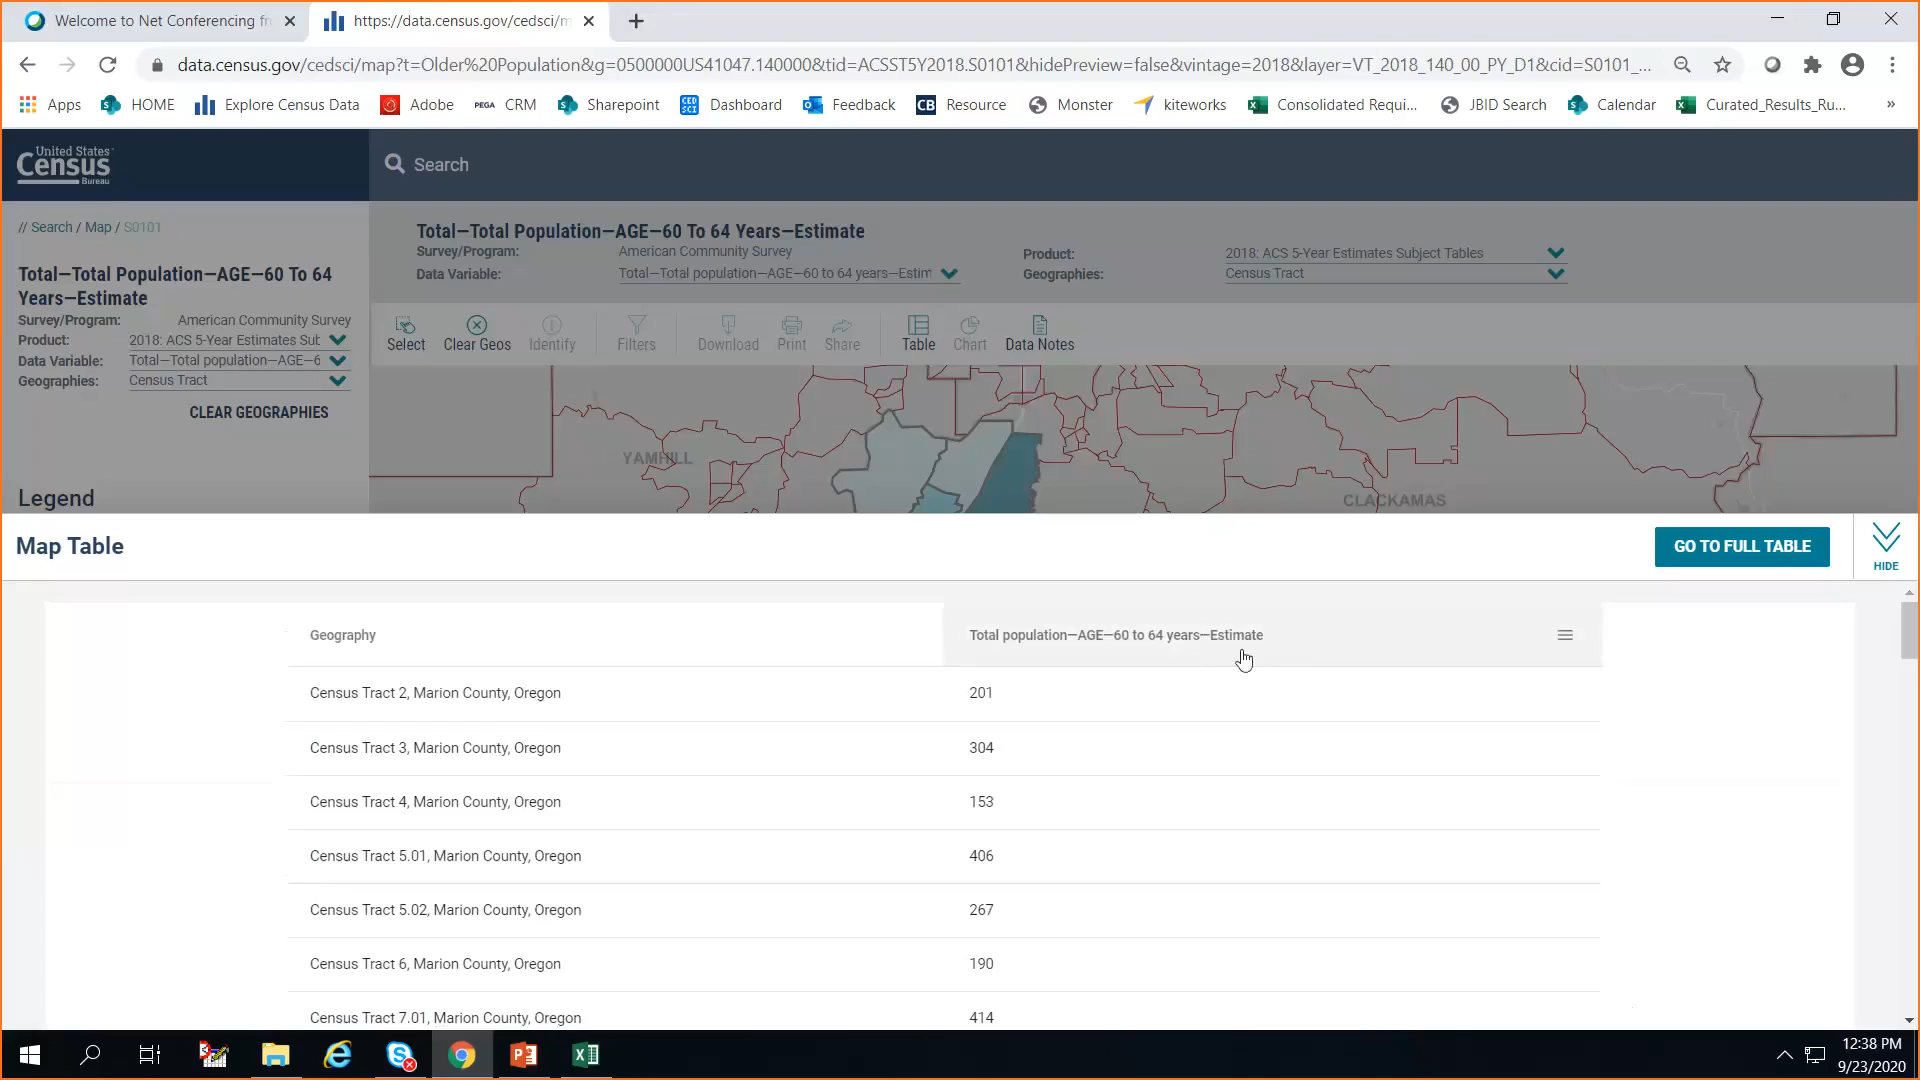 Welcome to Net Conferencing fr
https://data.census.gov/cedsci/m
data.census.gov/cedsci/map?t=Older%20Population&g=0500000US41047.140000&tid=ACSST5Y2018.S0101&hidePreview=false&vintage=2018&layer=VT_2018_140_00_PY_D1&cid=S0101_...
Apps HOME Explore Census Data Adobe PEGA CRM Sharepoint CED SCI Dashboard Feedback CB Resource Monster kiteworks Consolidated Requi... JBID Search Calendar Curated_Results_Ru... »
United States
Census
Bureau
Search
// Search / Map / S0101
Total—Total Population—AGE—60 To 64
Years—Estimate
Survey/Program: American Community Survey
Product: 2018: ACS 5-Year Estimates Sub
Data Variable: Total—Total population—AGE—6
Geographies: Census Tract
CLEAR GEOGRAPHIES
Legend
Total—Total Population—AGE—60 To 64 Years—Estimate
Survey/Program: American Community Survey
Data Variable: Total—Total population—AGE—60 to 64 years—Estim
Product: 2018: ACS 5-Year Estimates Subject Tables
Geographies: Census Tract
Select Clear Geos Identify Filters Download Print Share Table Chart Data Notes
YAMHILL
CLACKAMAS
Map Table
GO TO FULL TABLE
HIDE
Geography Total population—AGE—60 to 64 years—Estimate
Census Tract 2, Marion County, Oregon 201
Census Tract 3, Marion County, Oregon 304
Census Tract 4, Marion County, Oregon 153
Census Tract 5.01, Marion County, Oregon 406
Census Tract 5.02, Marion County, Oregon 267
Census Tract 6, Marion County, Oregon 190
Census Tract 7.01, Marion County, Oregon 414
12:38 PM
9/23/2020